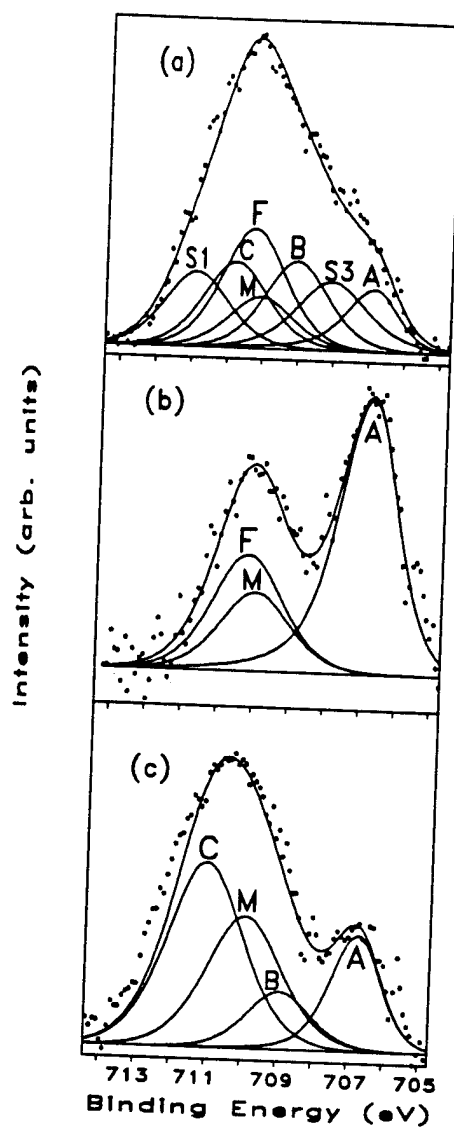 (a)
F
S1
C
B
M
S3
A
(b)
A
F
M
(c)
C
M
B
A
713 711 709 707 705
Binding Energy (eV)
Intensity (arb. units)